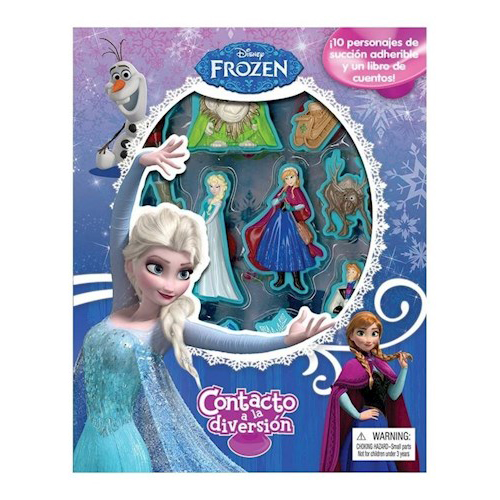 ¡10 personajes de
succión adherible
y un libro de
cuentos!
Disney
FROZEN
Contacto
a la
diversión
WARNING:
CHOKING HAZARD–Small parts
Not for children under 3 years